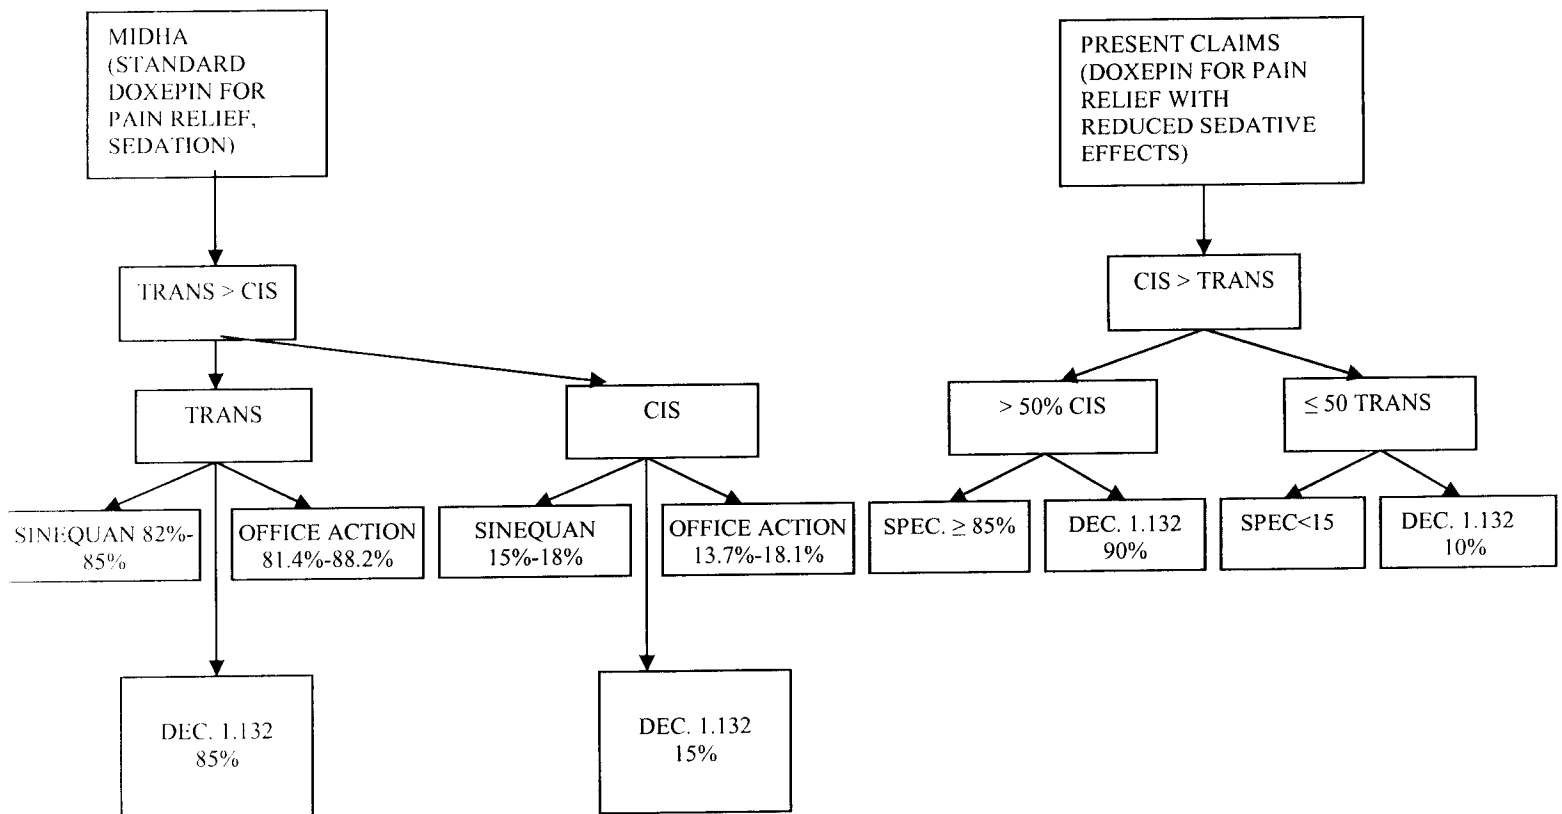 MIDHA
(STANDARD
DOXEPIN FOR
PAIN RELIEF,
SEDATION)
PRESENT CLAIMS
(DOXEPIN FOR PAIN
RELIEF WITH
REDUCED SEDATIVE
EFFECTS)
TRANS > CIS
CIS > TRANS
TRANS
CIS
> 50% CIS
≤ 50 TRANS
SINEQUAN 82%-
85%
OFFICE ACTION
81.4%-88.2%
SINEQUAN
15%-18%
OFFICE ACTION
13.7%-18.1%
SPEC. ≥ 85%
DEC. 1.132
90%
SPEC<15
DEC. 1.132
10%
DEC. 1.132
85%
DEC. 1.132
15%